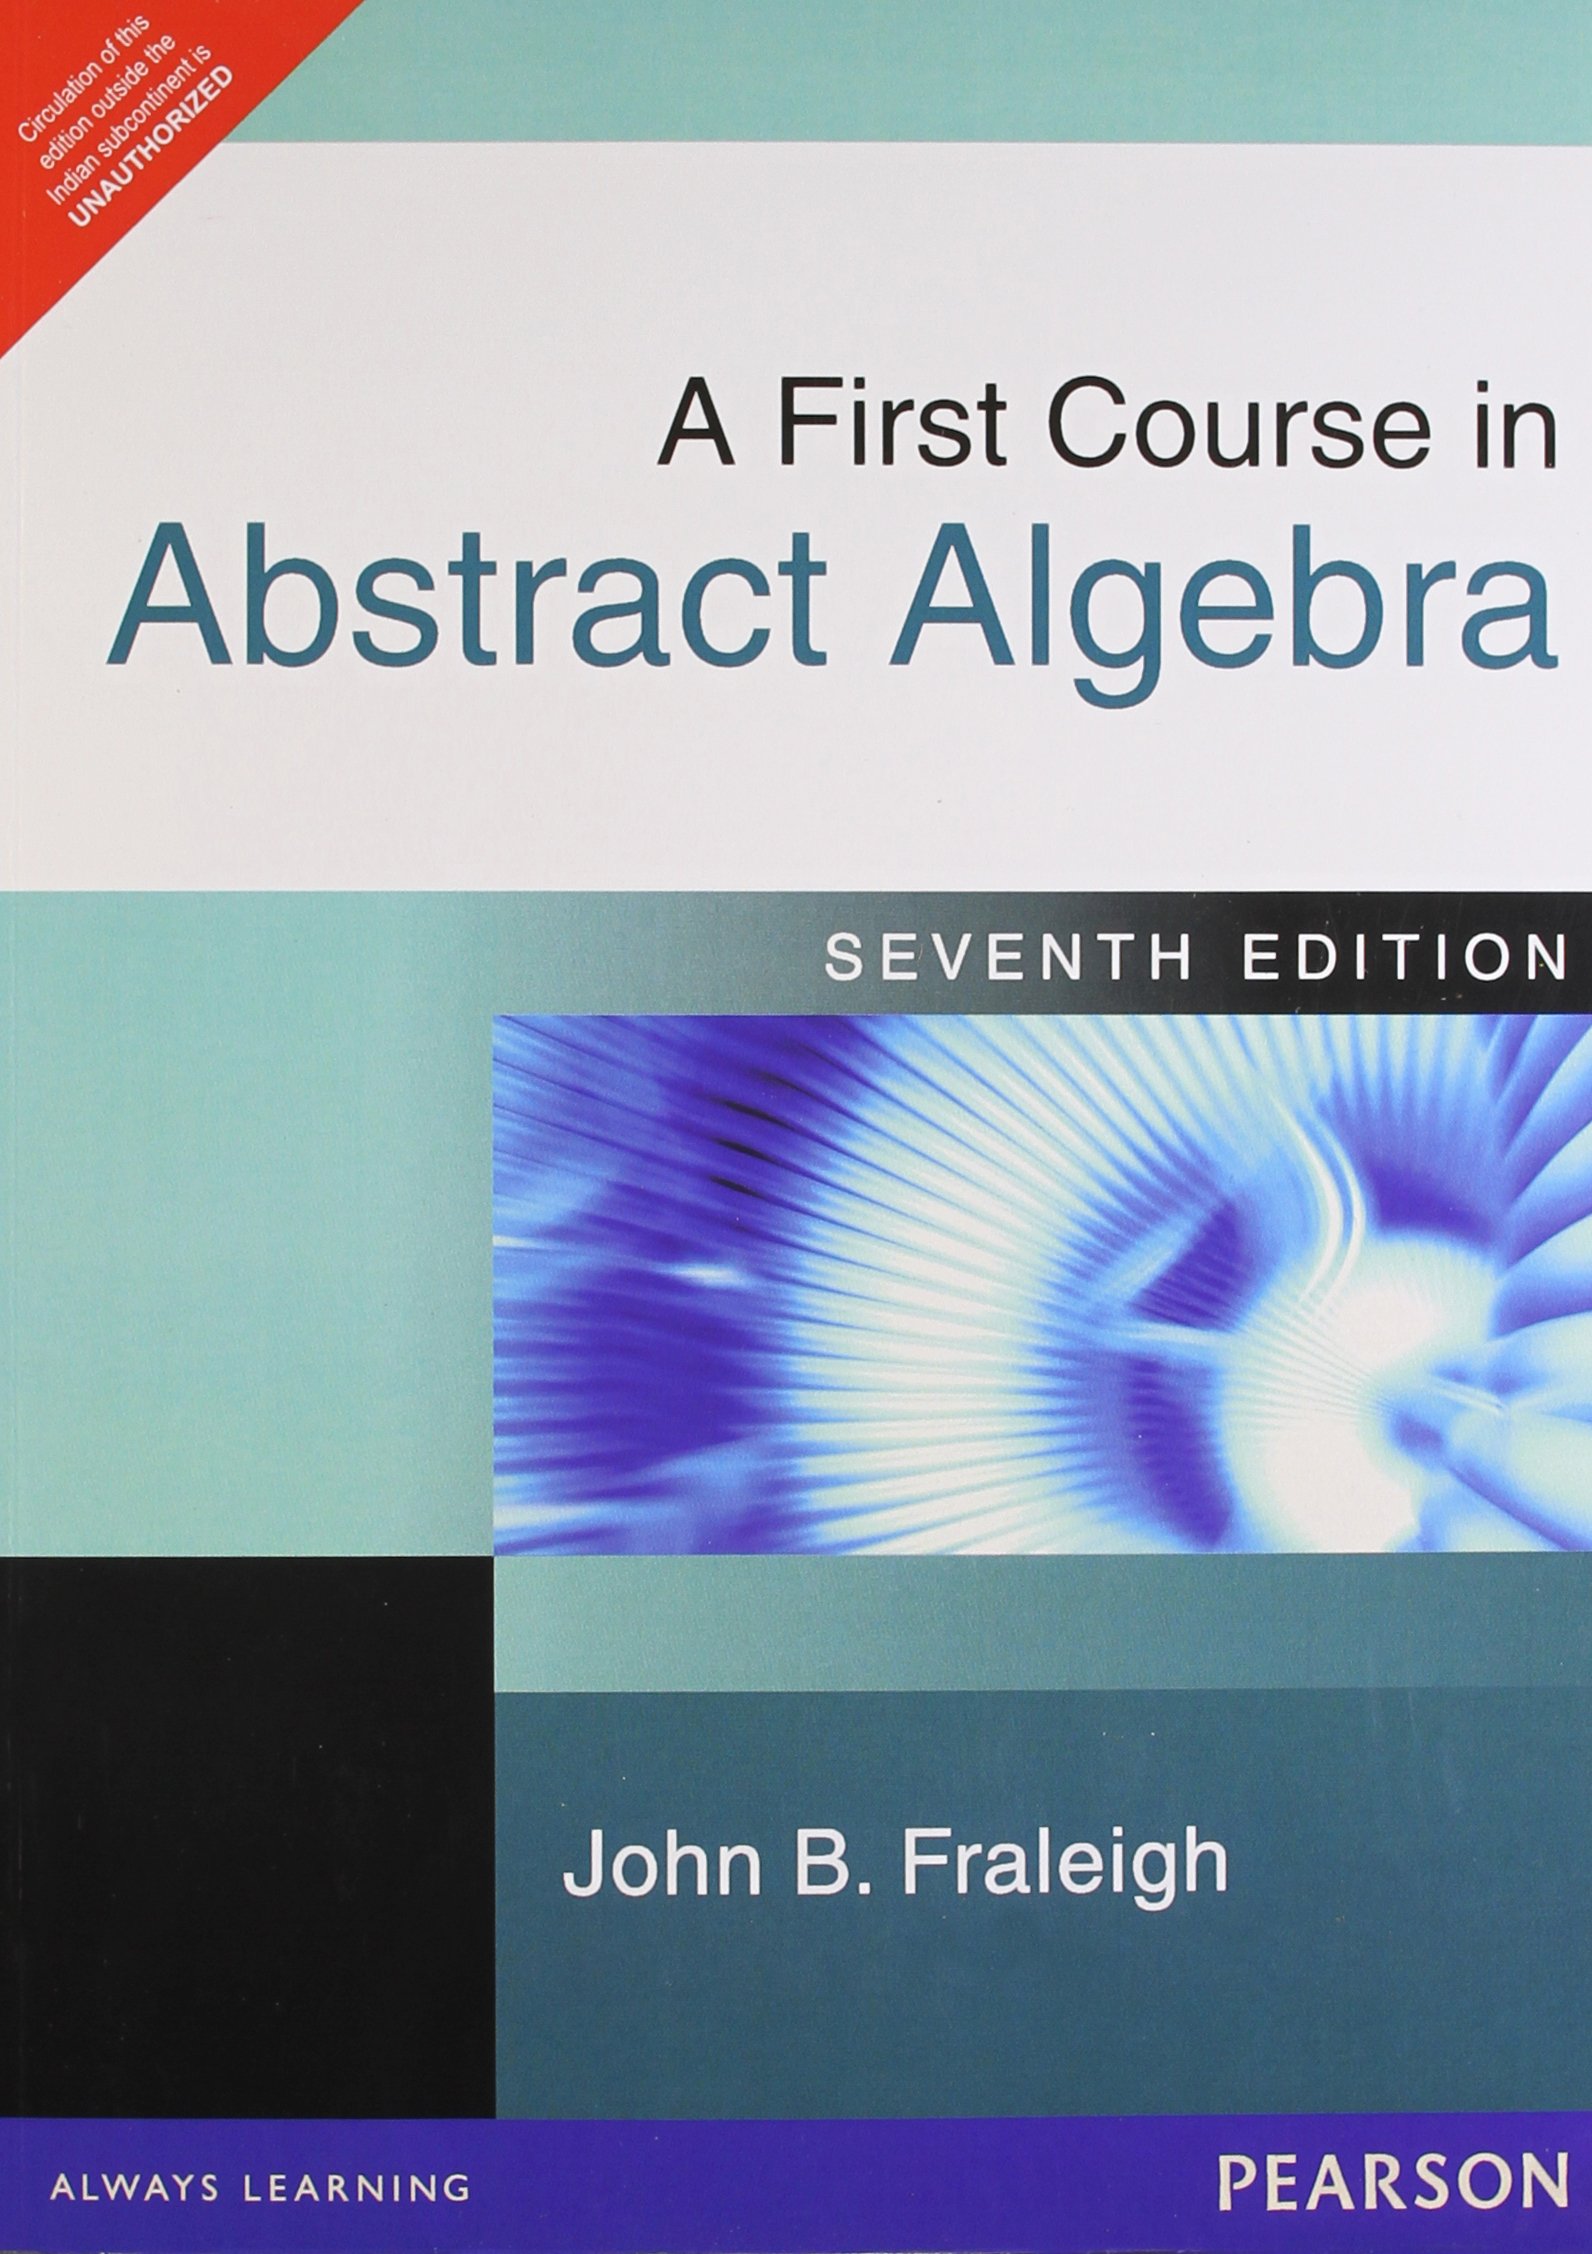 Circulation of this
edition outside the
Indian subcontinent is
UNAUTHORIZED
A First Course in
Abstract Algebra
SEVENTH EDITION
John B. Fraleigh
ALWAYS LEARNING
PEARSON